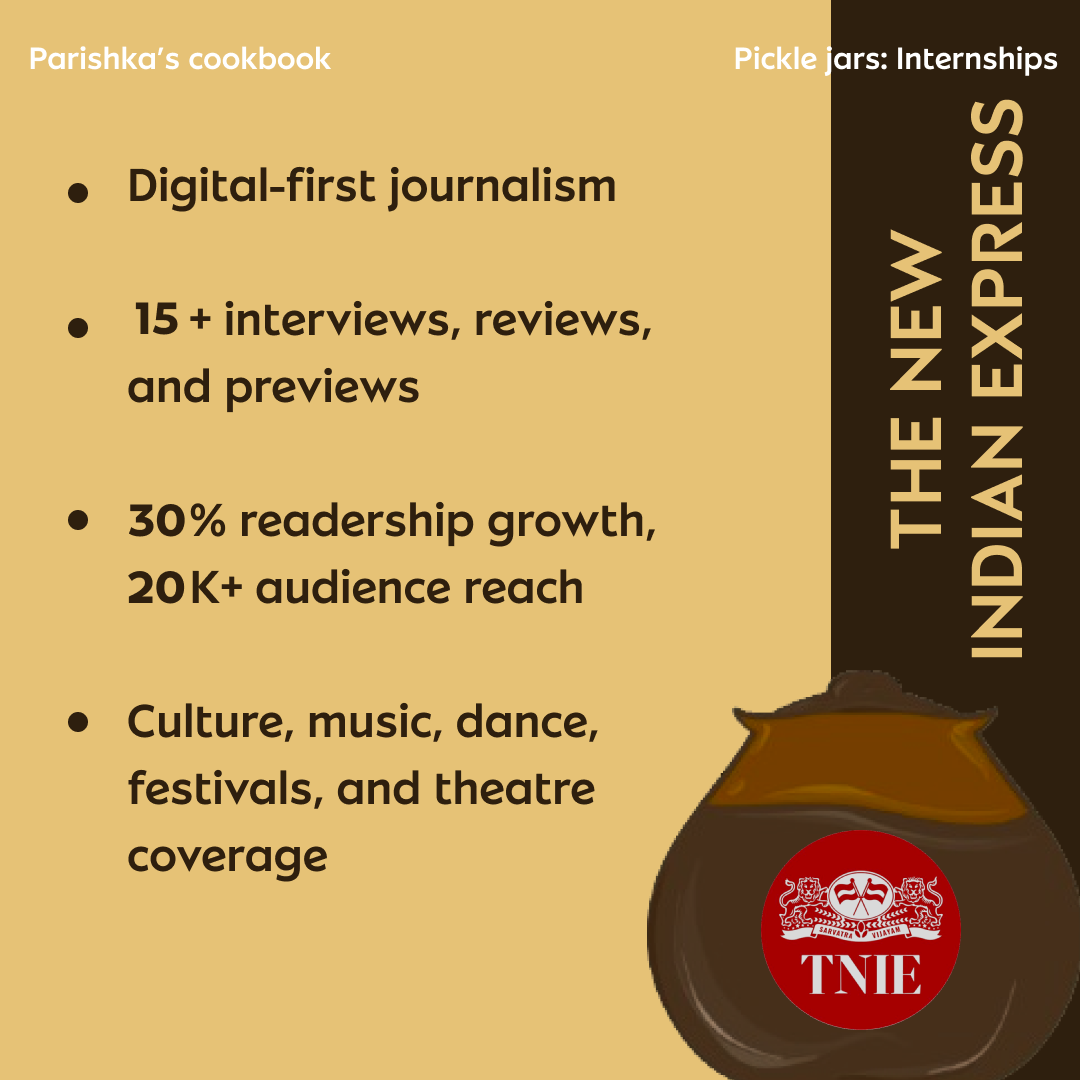 Parishka’s cookbook
Pickle jars: Internships
Digital-first journalism
15 + interviews, reviews,
and previews
30% readership growth,
20K+ audience reach
Culture, music, dance,
festivals, and theatre
coverage
THE NEW
INDIAN EXPRESS
SARVATRA VIJAYAM
TNIE